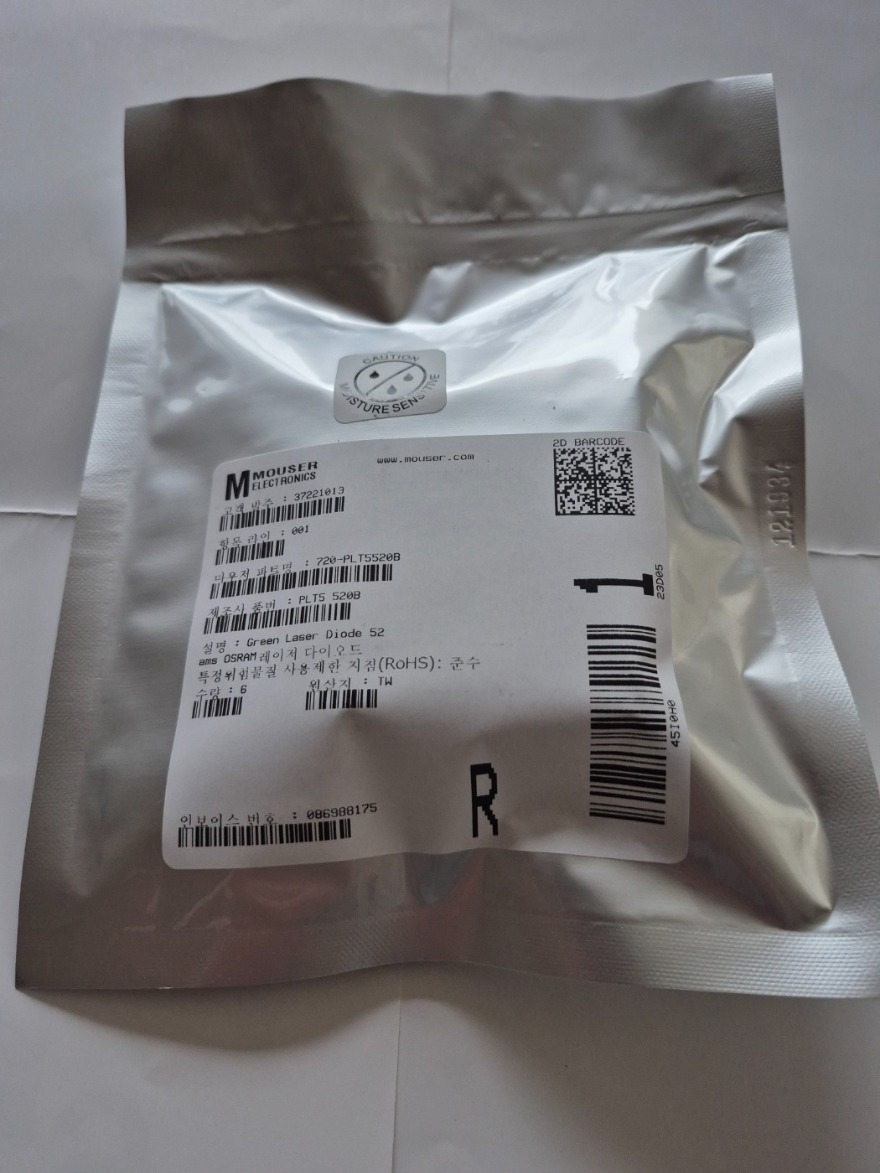 CAUTION
MOISTURE SENSITIVE
MOUSER
ELECTRONICS
www.mouser.com
2D BARCODE
고객 발주 : 37221013
항목 라인 : 001
마우저 파트명 : 720-PLT5520B
제조사 품번 : PLT5 520B
설명 : Green Laser Diode 52
ams OSRAM 레이저 다이오드
특정위험물질 사용제한 지침(RoHS): 준수
수량 : 6
원산지 : TW
인보이스 번호 : 086988175
R
1
23D05
45I0H0
121934